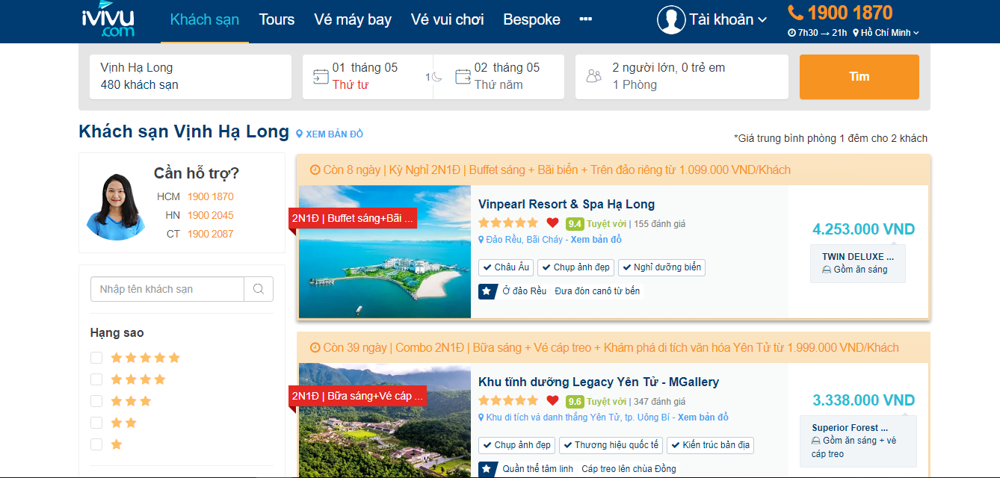 iVIVU
.com
Khách sạn
Tours
Vé máy bay
Vé vui chơi
Bespoke
•••
Tài khoản
1900 1870
7h30 → 21h
Hồ Chí Minh
Vịnh Hạ Long
480 khách sạn
01 tháng 05
Thứ tư
1
02 tháng 05
Thứ năm
2 người lớn, 0 trẻ em
1 Phòng
Tìm
Khách sạn Vịnh Hạ Long
XEM BẢN ĐỒ
*Giá trung bình phòng 1 đêm cho 2 khách
Cần hỗ trợ?
HCM 1900 1870
HN 1900 2045
CT 1900 2087
Nhập tên khách sạn
Hạng sao
Còn 8 ngày | Kỳ Nghỉ 2N1Đ | Buffet sáng + Bãi biển + Trên đảo riêng từ 1.099.000 VND/Khách
2N1Đ | Buffet sáng+Bãi ...
Vinpearl Resort & Spa Hạ Long
9.4 Tuyệt vời | 155 đánh giá
Đảo Rều, Bãi Cháy - Xem bản đồ
Châu Âu
Chụp ảnh đẹp
Nghỉ dưỡng biển
Ở đảo Rều
Đưa đón canô từ bến
4.253.000 VND
TWIN DELUXE ...
Gồm ăn sáng
Còn 39 ngày | Combo 2N1Đ | Bữa sáng + Vé cáp treo + Khám phá di tích văn hóa Yên Tử từ 1.999.000 VND/Khách
2N1Đ | Bữa sáng+Vé cáp ...
Khu tĩnh dưỡng Legacy Yên Tử - MGallery
9.6 Tuyệt vời | 347 đánh giá
Khu di tích và danh thắng Yên Tử, tp. Uông Bí - Xem bản đồ
Chụp ảnh đẹp
Thương hiệu quốc tế
Kiến trúc bản địa
Quần thể tâm linh
Cáp treo lên chùa Đồng
3.338.000 VND
Superior Forest ...
Gồm ăn sáng + vé
cáp treo